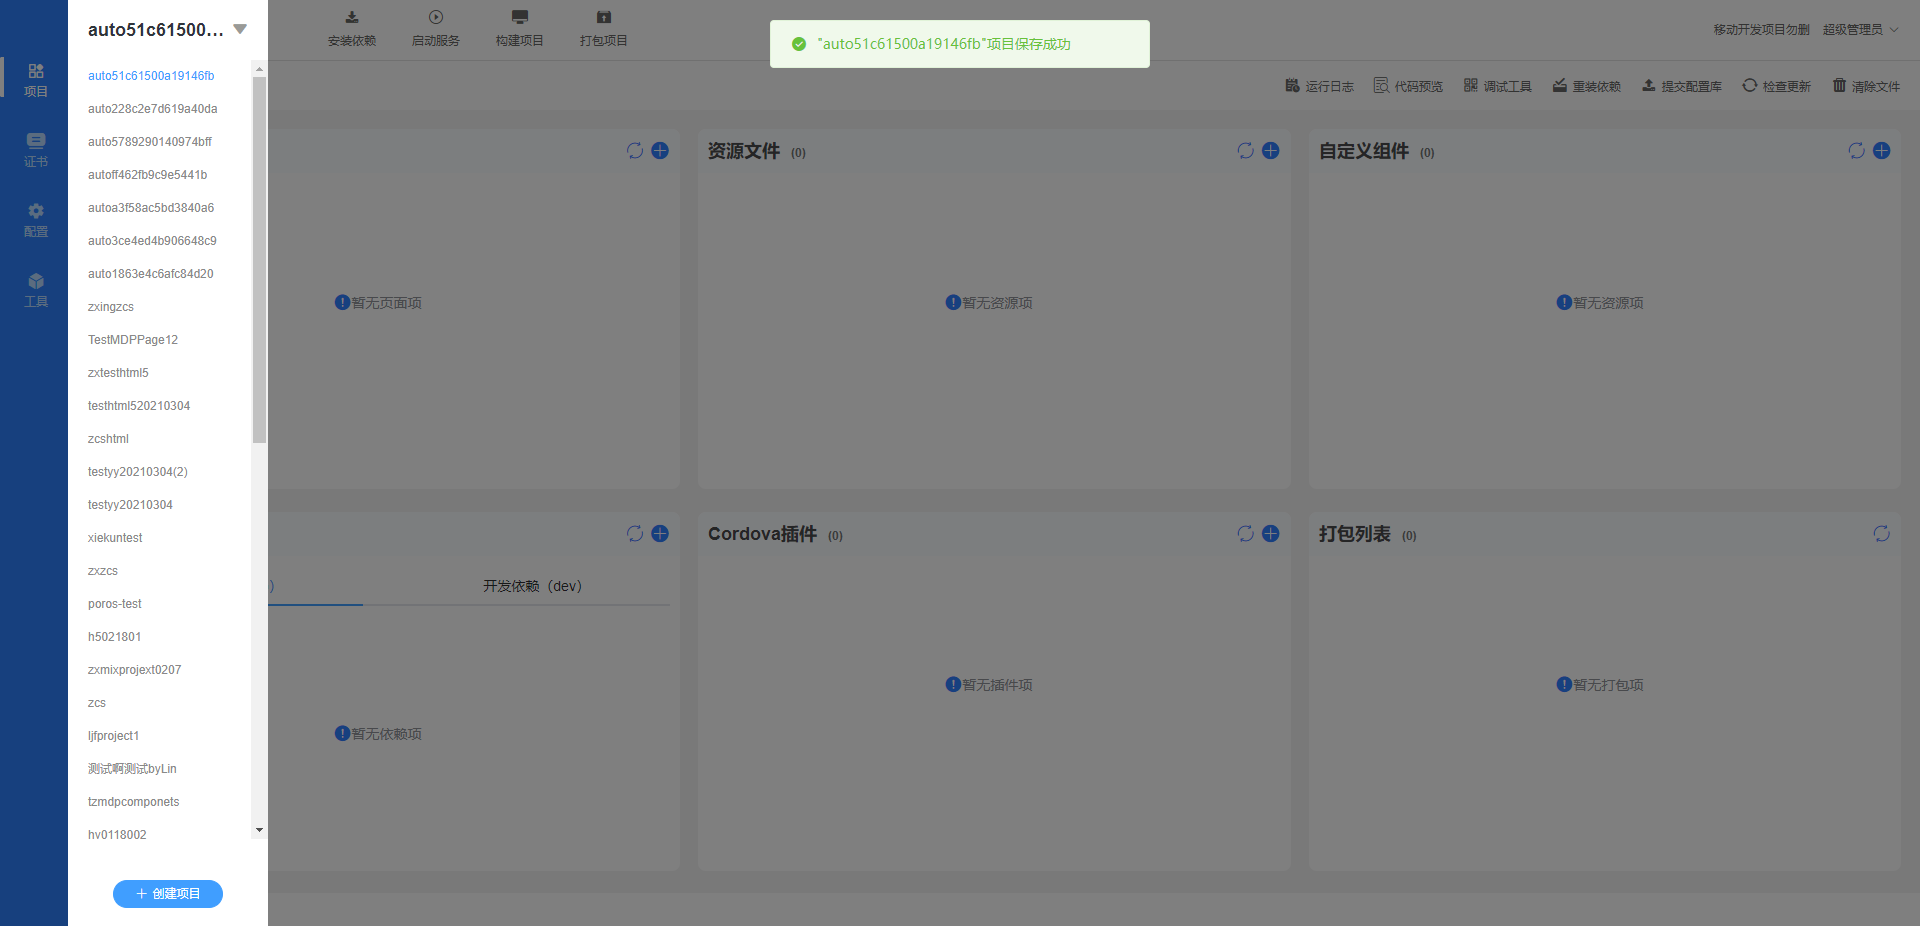 auto51c61500...
安装依赖
启动服务
构建项目
打包项目
"auto51c61500a19146fb"项目保存成功
移动开发项目勿删
超级管理员
项目
证书
配置
工具
auto51c61500a19146fb
auto228c2e7d619a40da
auto5789290140974bff
autoff462fb9c9e5441b
autoa3f58ac5bd3840a6
auto3ce4ed4b906648c9
auto1863e4c6afc84d20
zxingzcs
TestMDPPage12
zxtesthtml5
testhtml520210304
zcshtml
testyy20210304(2)
testyy20210304
xiekuntest
zxzcs
poros-test
h5021801
zxmixprojext0207
zcs
ljfproject1
测试啊测试byLin
tzmdpcomponets
hv0118002
创建项目
运行日志
代码预览
调试工具
重装依赖
提交配置库
检查更新
清除文件
资源文件 (0)
自定义组件 (0)
暂无页面项
暂无资源项
暂无资源项
Cordova插件 (0)
打包列表 (0)
)
开发依赖（dev）
暂无依赖项
暂无插件项
暂无打包项